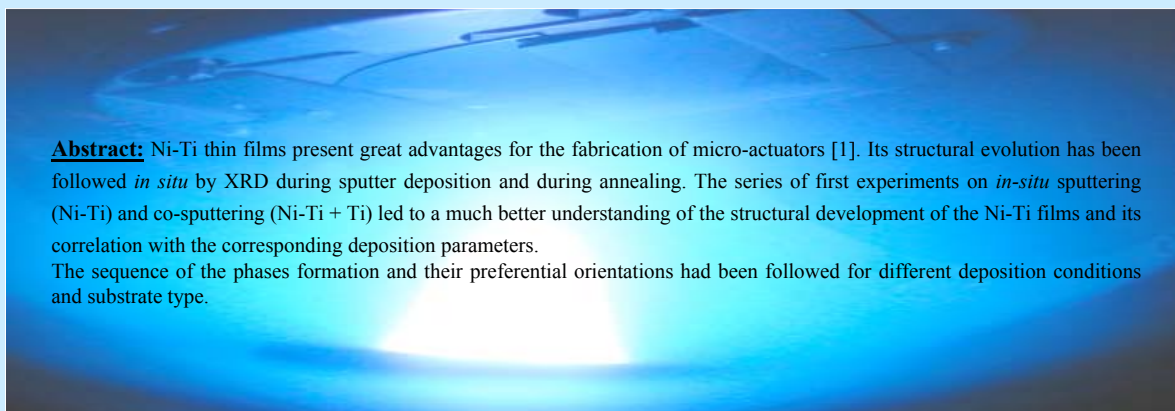 Abstract: Ni-Ti thin films present great advantages for the fabrication of micro-actuators [1]. Its structural evolution has been
followed in situ by XRD during sputter deposition and during annealing. The series of first experiments on in-situ sputtering
(Ni-Ti) and co-sputtering (Ni-Ti + Ti) led to a much better understanding of the structural development of the Ni-Ti films and its
correlation with the corresponding deposition parameters.
The sequence of the phases formation and their preferential orientations had been followed for different deposition conditions
and substrate type.